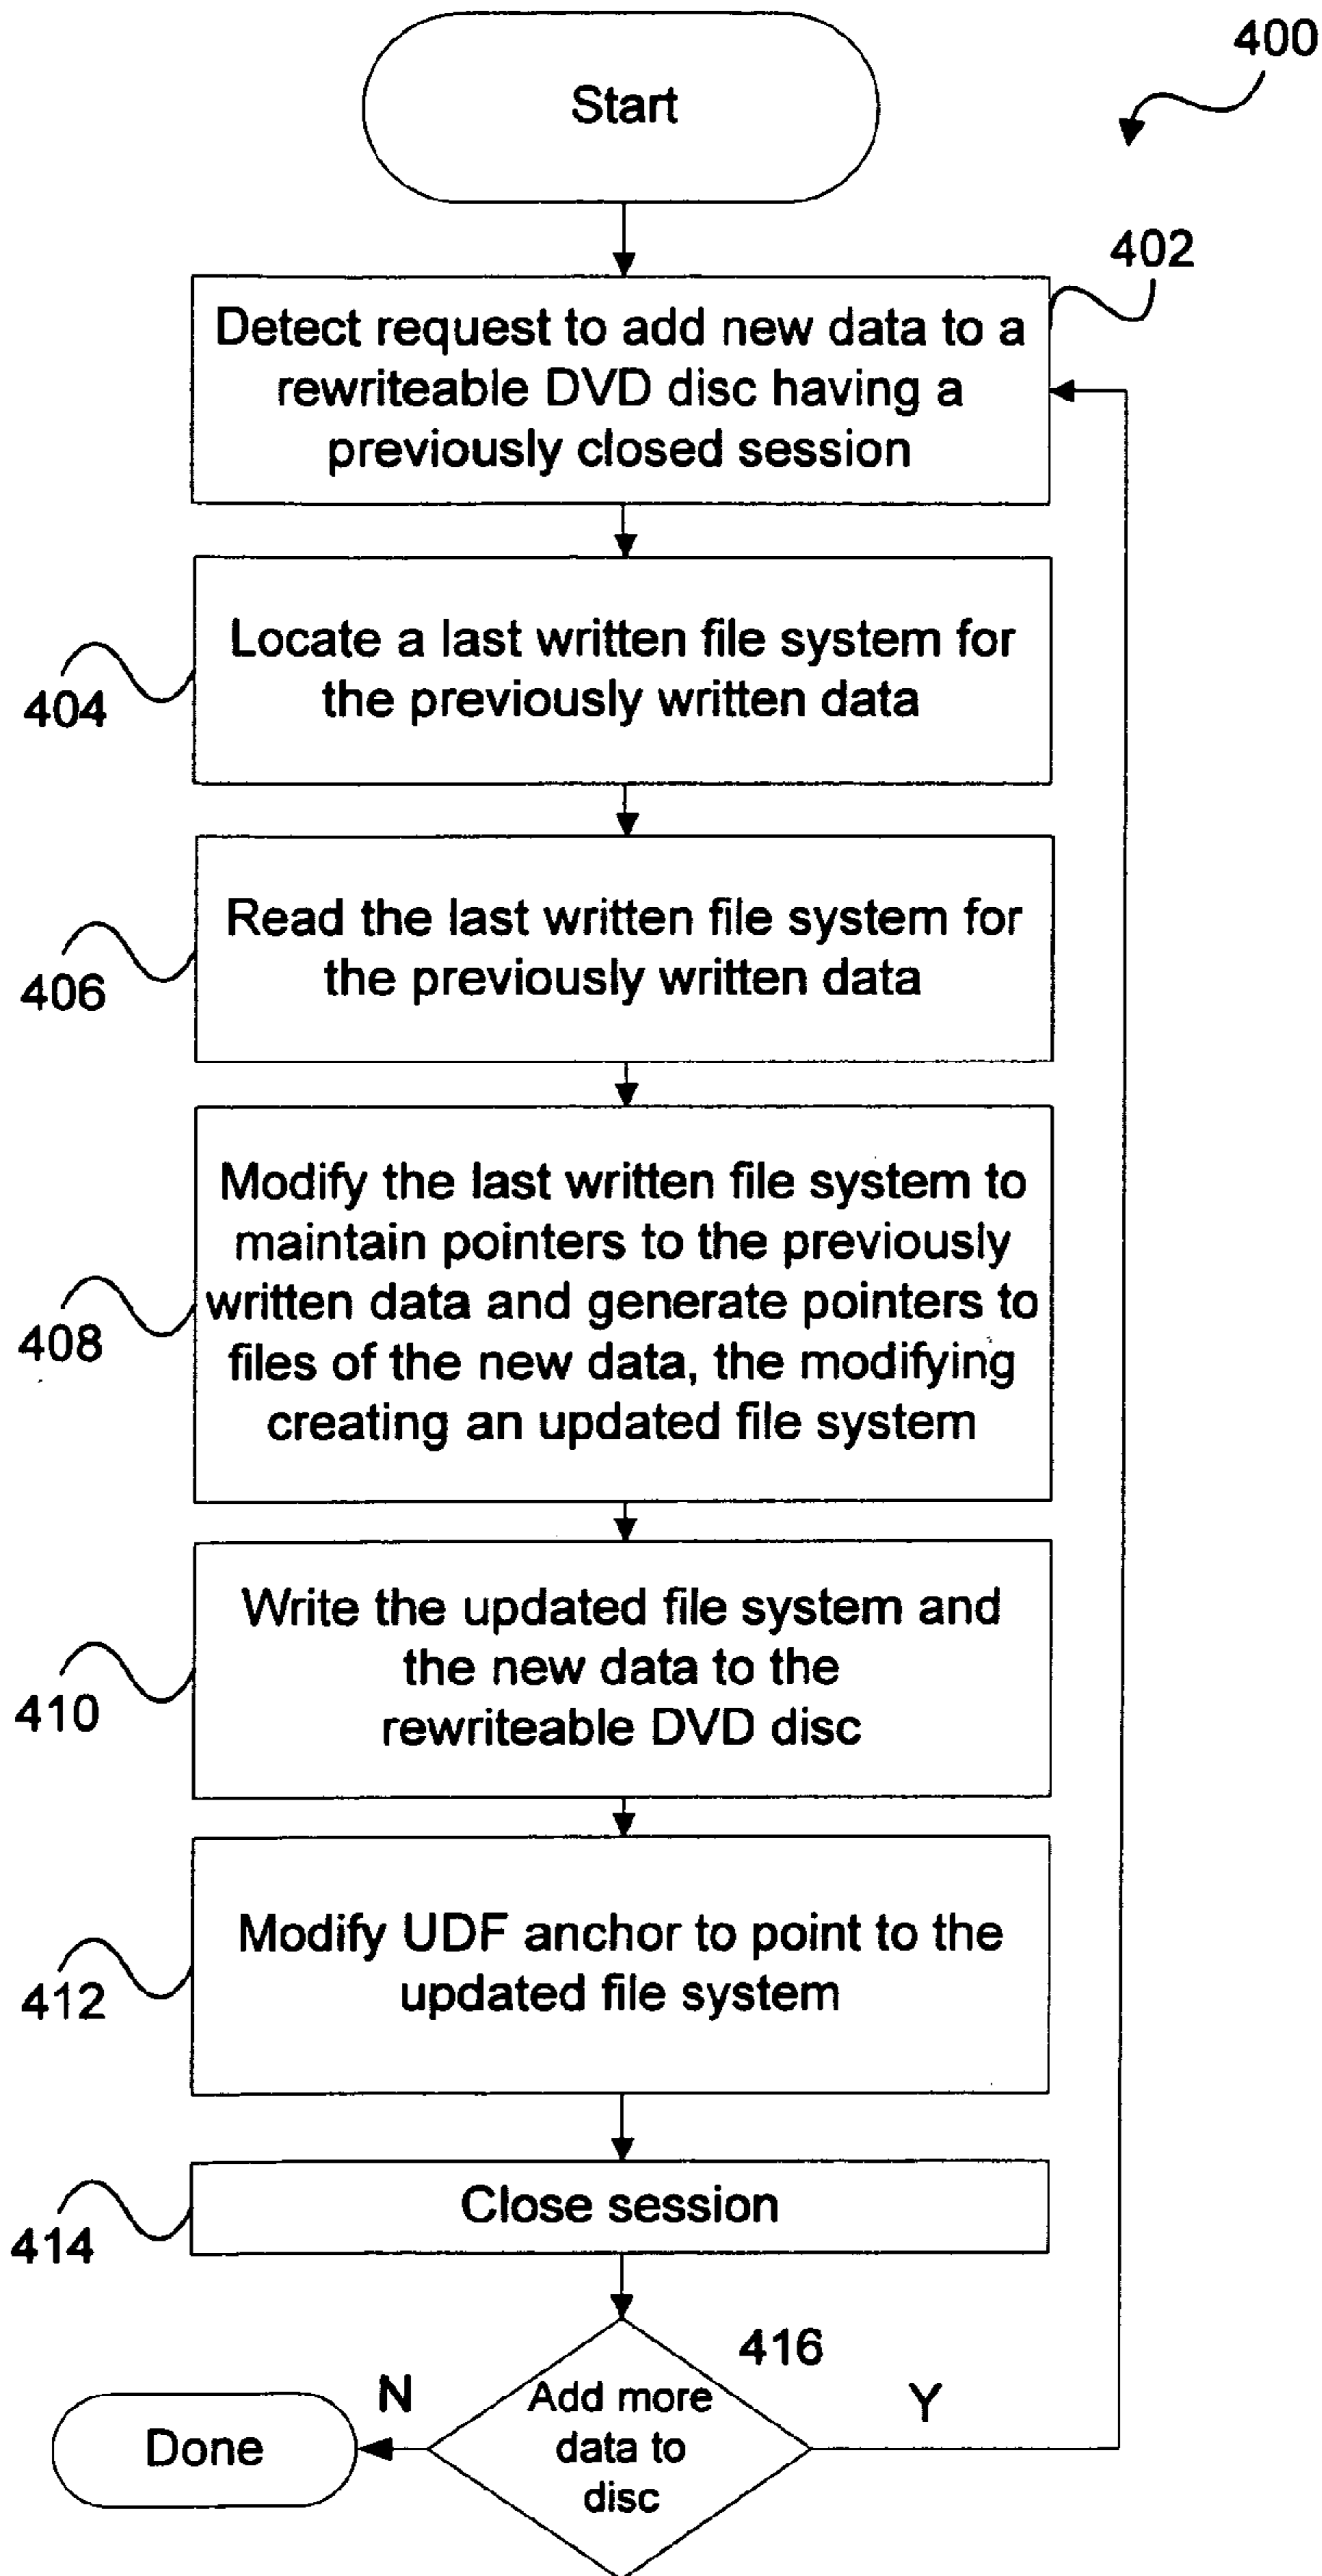 400
Start
402
Detect request to add new data to a
rewriteable DVD disc having a
previously closed session
Locate a last written file system for
the previously written data
404
Read the last written file system for
the previously written data
406
Modify the last written file system to
maintain pointers to the previously
written data and generate pointers to
files of the new data, the modifying
creating an updated file system
408
Write the updated file system and
the new data to the
rewriteable DVD disc
410
Modify UDF anchor to point to the
updated file system
412
Close session
414
416
N
Add more
data to
disc
Y
Done